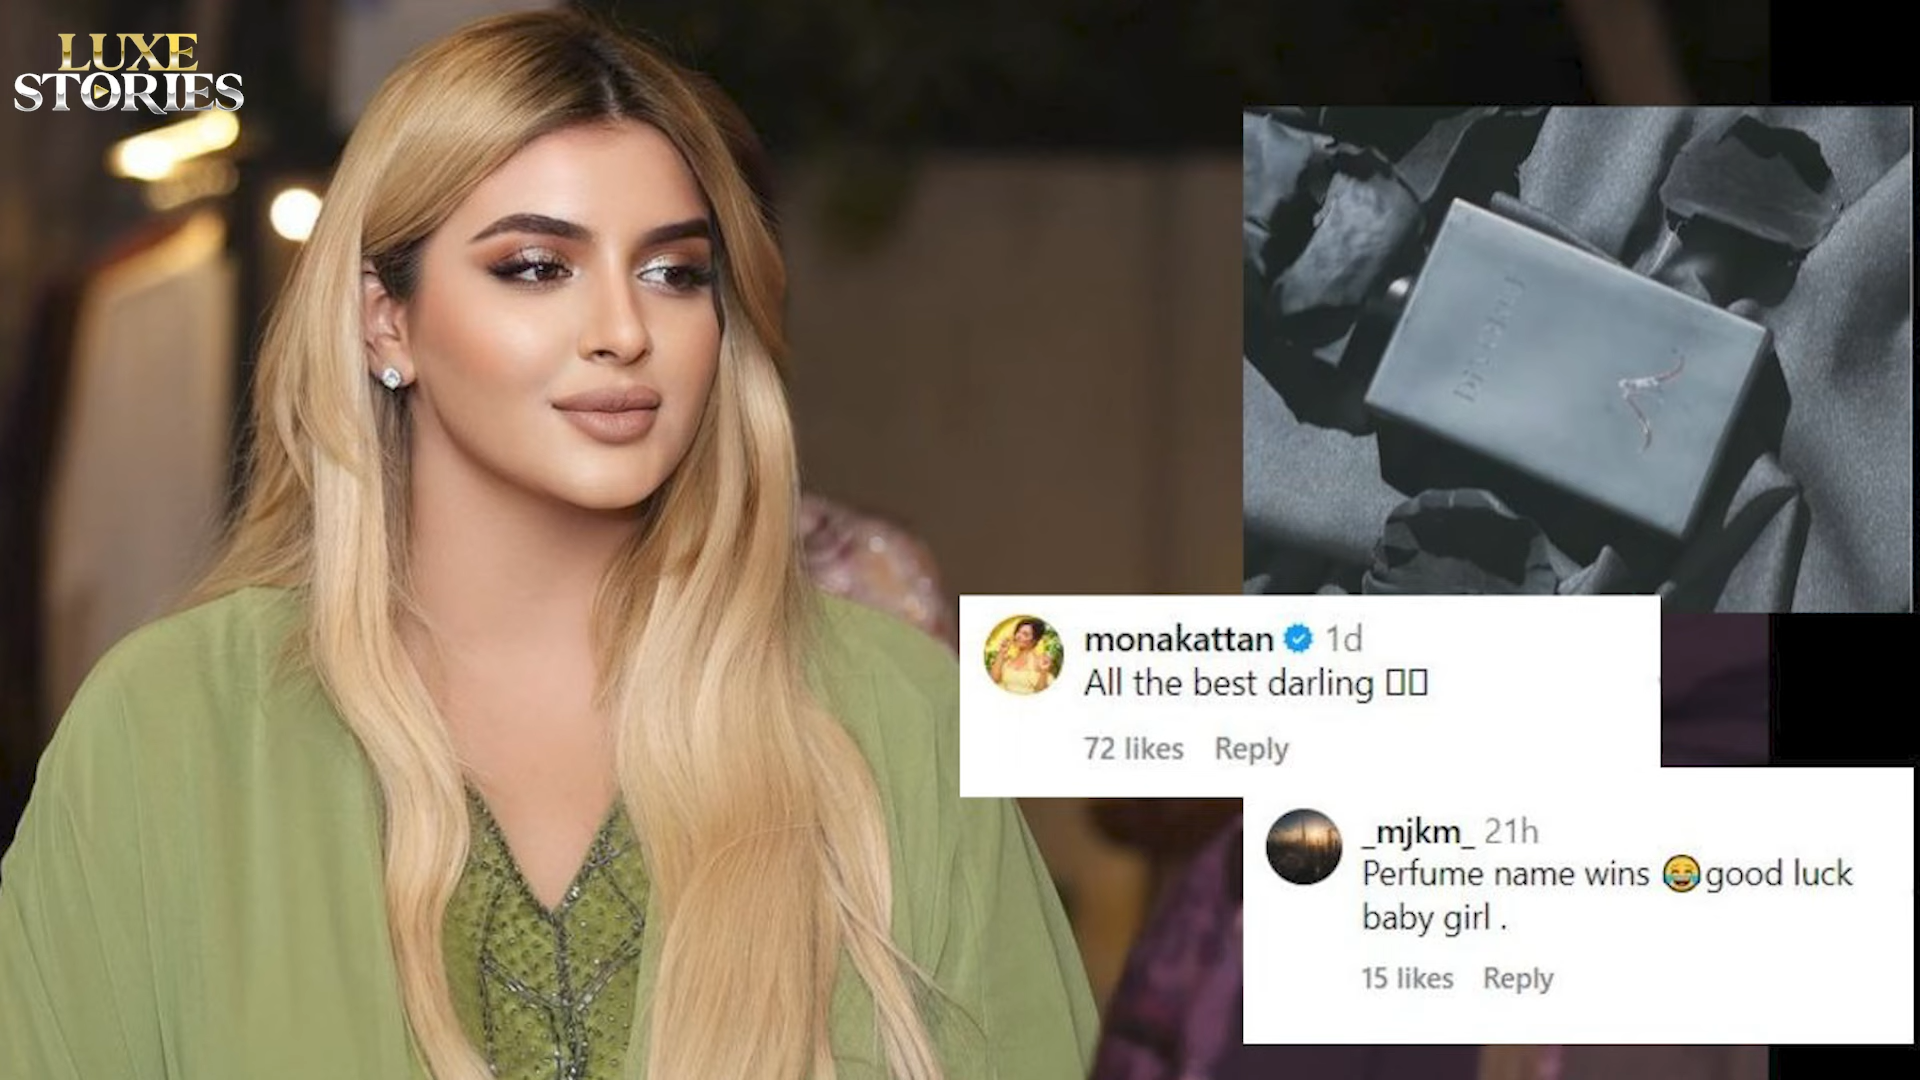 LUXE
STORIES
monakattan 1d
All the best darling
72 likes Reply
_mjkm_ 21h
Perfume name wins 😂good luck
baby girl .
15 likes Reply